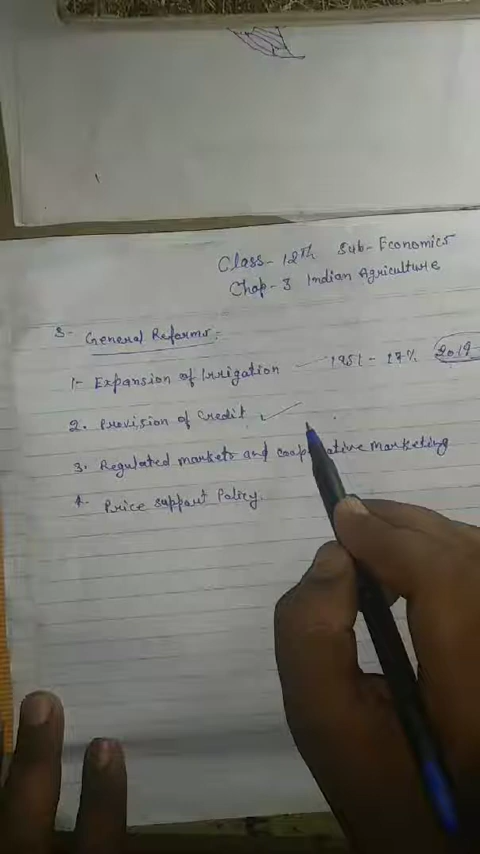 Class- 12th Sub- Economics
Chap- 3 Indian Agriculture
3- General Reforms:-
1- Expansion of Irrigation 1951 - 17% 2019
2. Provision of Credit
3. Regulated markets and cooperative marketing
4. Price support Policy.